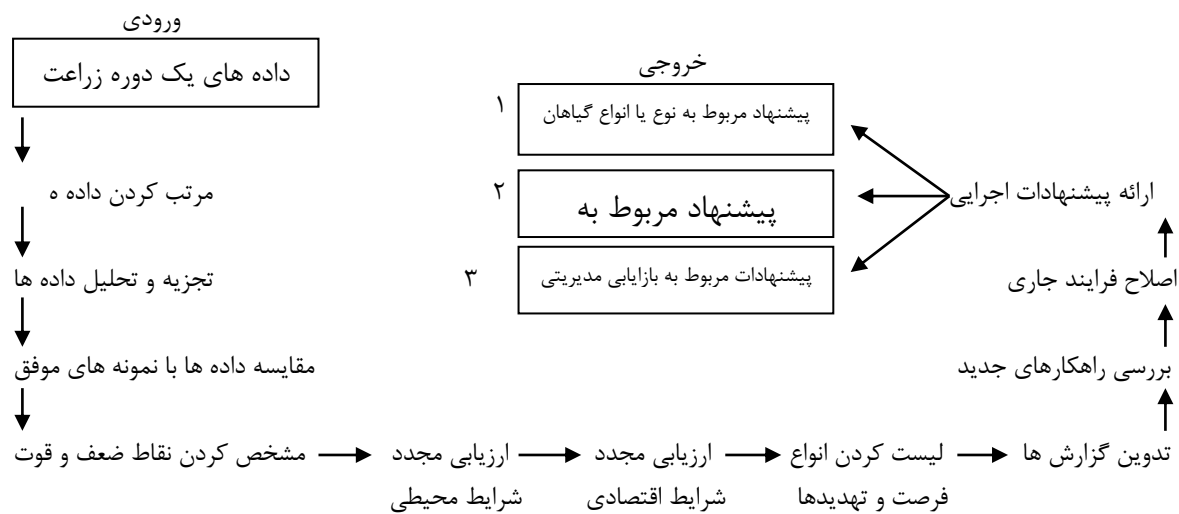 ورودی
داده های یک دوره زراعت
مرتب کردن داده ه
تجزیه و تحلیل داده ها
مقایسه داده ها با نمونه های موفق
مشخص کردن نقاط ضعف و قوت
ارزیابی مجدد
شرایط محیطی
ارزیابی مجدد
شرایط اقتصادی
لیست کردن انواع
فرصت و تهدیدها
تدوین گزارش ها
بررسی راهکارهای جدید
اصلاح فرایند جاری
ارائه پیشنهادات اجرایی
خروجی
۱
پیشنهاد مربوط به نوع یا انواع گیاهان
۲
پیشنهاد مربوط به
۳
پیشنهادات مربوط به بازایابی مدیریتی